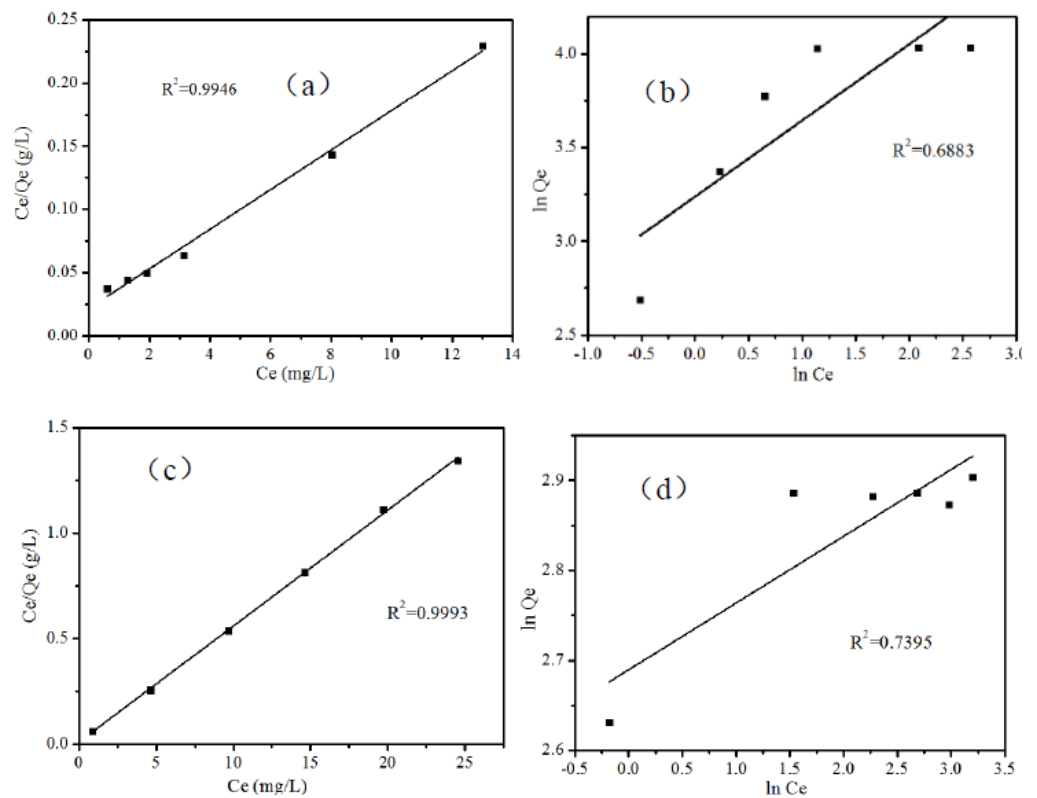 0.25
0.20
0.15
0.10
0.05
0.00
Ce/Qe (g/L)
R²=0.9946
（a）
0 2 4 6 8 10 12 14
Ce (mg/L)
4.0
3.5
3.0
2.5
ln Qe
（b）
R²=0.6883
-1.0 -0.5 0.0 0.5 1.0 1.5 2.0 2.5 3.0
ln Ce
1.5
1.0
0.5
0.0
Ce/Qe (g/L)
（c）
R²=0.9993
0 5 10 15 20 25
Ce (mg/L)
2.9
2.8
2.7
2.6
ln Qe
（d）
R²=0.7395
-0.5 0.0 0.5 1.0 1.5 2.0 2.5 3.0 3.5
ln Ce